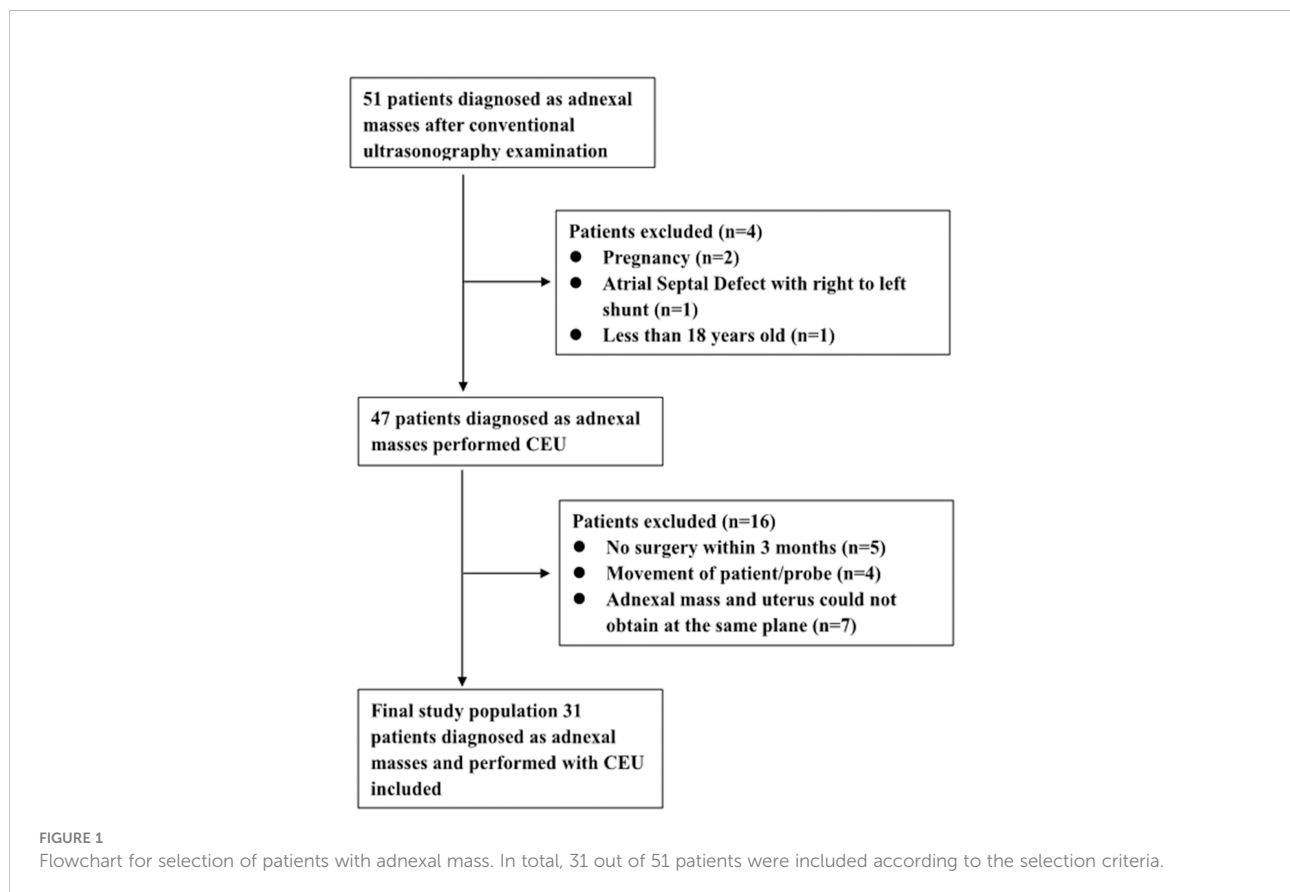 51 patients diagnosed as adnexal
masses after conventional
ultrasonography examination
Patients excluded (n=4)
● Pregnancy (n=2)
● Atrial Septal Defect with right to left
shunt (n=1)
● Less than 18 years old (n=1)
47 patients diagnosed as adnexal
masses performed CEU
Patients excluded (n=16)
● No surgery within 3 months (n=5)
● Movement of patient/probe (n=4)
● Adnexal mass and uterus could not
obtain at the same plane (n=7)
Final study population 31
patients diagnosed as adnexal
masses and performed with CEU
included
FIGURE 1
Flowchart for selection of patients with adnexal mass. In total, 31 out of 51 patients were included according to the selection criteria.